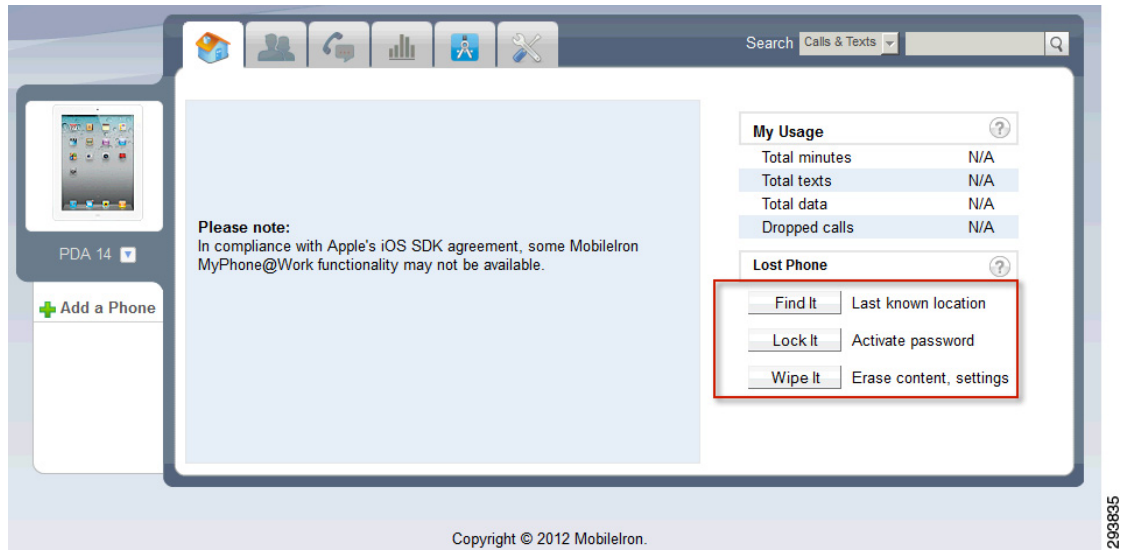 Search Calls & Texts
PDA 14
Add a Phone
Please note:
In compliance with Apple's iOS SDK agreement, some MobileIron
MyPhone@Work functionality may not be available.
My Usage ?
Total minutes N/A
Total texts N/A
Total data N/A
Dropped calls N/A
Lost Phone ?
Find It Last known location
Lock It Activate password
Wipe It Erase content, settings
Copyright © 2012 MobileIron.
293835